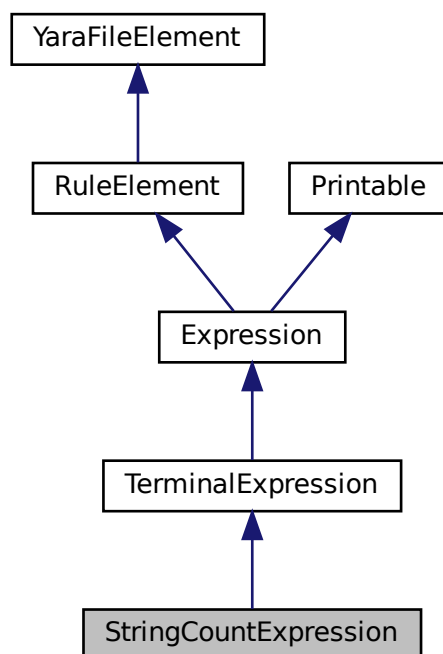 YaraFileElement
RuleElement
Printable
Expression
TerminalExpression
StringCountExpression